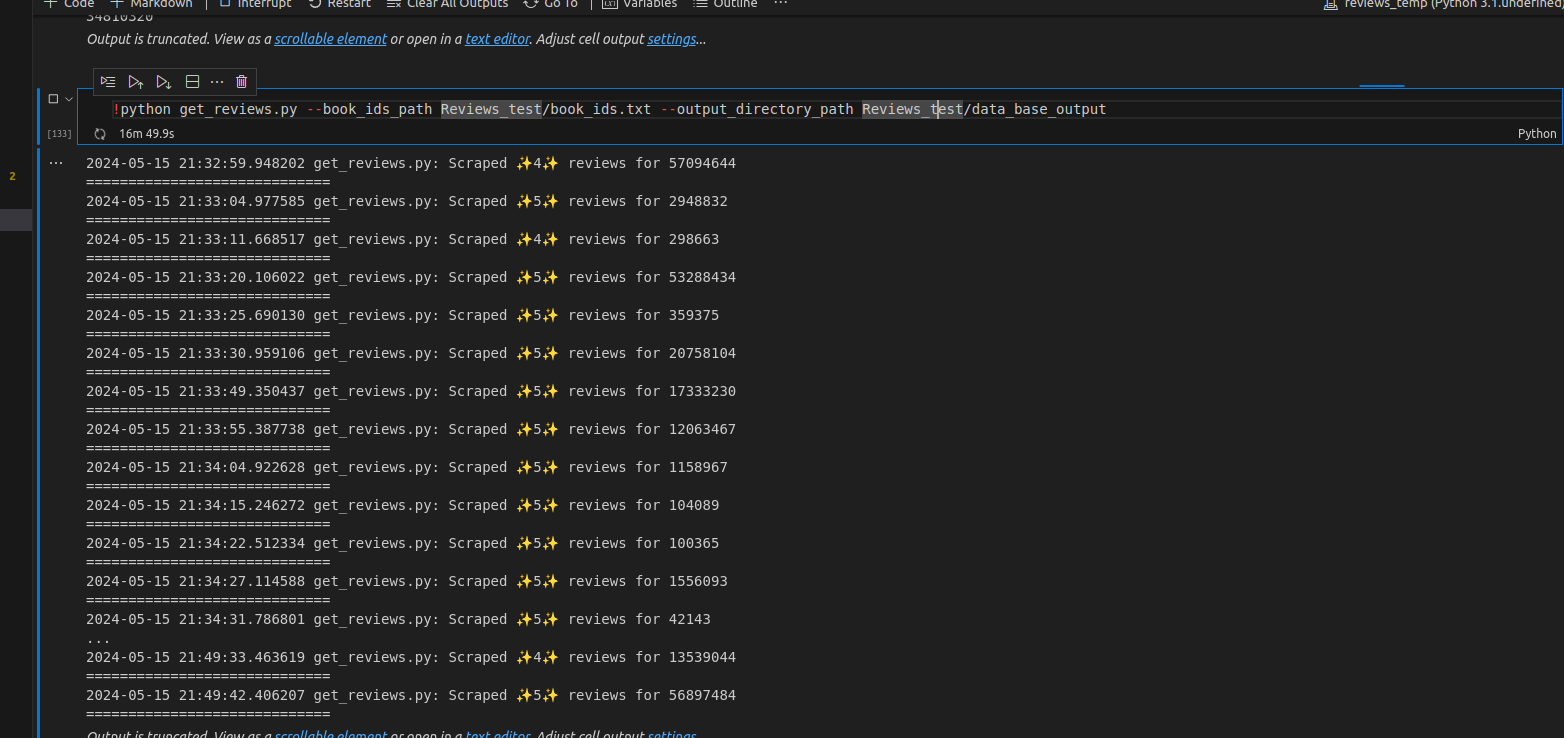 Code Markdown Interrupt Restart Clear All Outputs Go To Variables Outline ... reviews_temp (Python 3.1.undefined)
34810320
Output is truncated. View as a scrollable element or open in a text editor. Adjust cell output settings...
!python get_reviews.py --book_ids_path Reviews_test/book_ids.txt --output_directory_path Reviews_test/data_base_output
[133] 16m 49.9s Python
2024-05-15 21:32:59.948202 get_reviews.py: Scraped ✨4✨ reviews for 57094644
=============================
2
2024-05-15 21:33:04.977585 get_reviews.py: Scraped ✨5✨ reviews for 2948832
=============================
2024-05-15 21:33:11.668517 get_reviews.py: Scraped ✨4✨ reviews for 298663
=============================
2024-05-15 21:33:20.106022 get_reviews.py: Scraped ✨5✨ reviews for 53288434
=============================
2024-05-15 21:33:25.690130 get_reviews.py: Scraped ✨5✨ reviews for 359375
=============================
2024-05-15 21:33:30.959106 get_reviews.py: Scraped ✨5✨ reviews for 20758104
=============================
2024-05-15 21:33:49.350437 get_reviews.py: Scraped ✨5✨ reviews for 17333230
=============================
2024-05-15 21:33:55.387738 get_reviews.py: Scraped ✨5✨ reviews for 12063467
=============================
2024-05-15 21:34:04.922628 get_reviews.py: Scraped ✨5✨ reviews for 1158967
=============================
2024-05-15 21:34:15.246272 get_reviews.py: Scraped ✨5✨ reviews for 104089
=============================
2024-05-15 21:34:22.512334 get_reviews.py: Scraped ✨5✨ reviews for 100365
=============================
2024-05-15 21:34:27.114588 get_reviews.py: Scraped ✨5✨ reviews for 1556093
=============================
2024-05-15 21:34:31.786801 get_reviews.py: Scraped ✨5✨ reviews for 42143
...
2024-05-15 21:49:33.463619 get_reviews.py: Scraped ✨4✨ reviews for 13539044
=============================
2024-05-15 21:49:42.406207 get_reviews.py: Scraped ✨5✨ reviews for 56897484
=============================
Output is truncated. View as a scrollable element or open in a text editor. Adjust cell output settings...